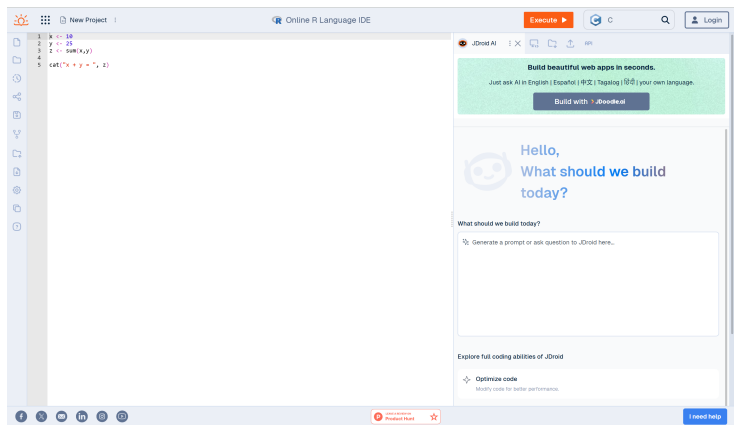 New Project
Online R Language IDE
Execute
C
Login
1 x <- 10
2 y <- 25
3 z <- sum(x,y)
4
5 cat("x + y = ", z)
JDroid AI
Build beautiful web apps in seconds.
Just ask AI in English | Español | 中文 | Tagalog | हिंदी | your own language.
Build with JDoodle.ai
Hello,
What should we build
today?
What should we build today?
Generate a prompt or ask question to JDroid here...
Explore full coding abilities of JDroid
Optimize code
Modify code for better performance.
Product Hunt
I need help